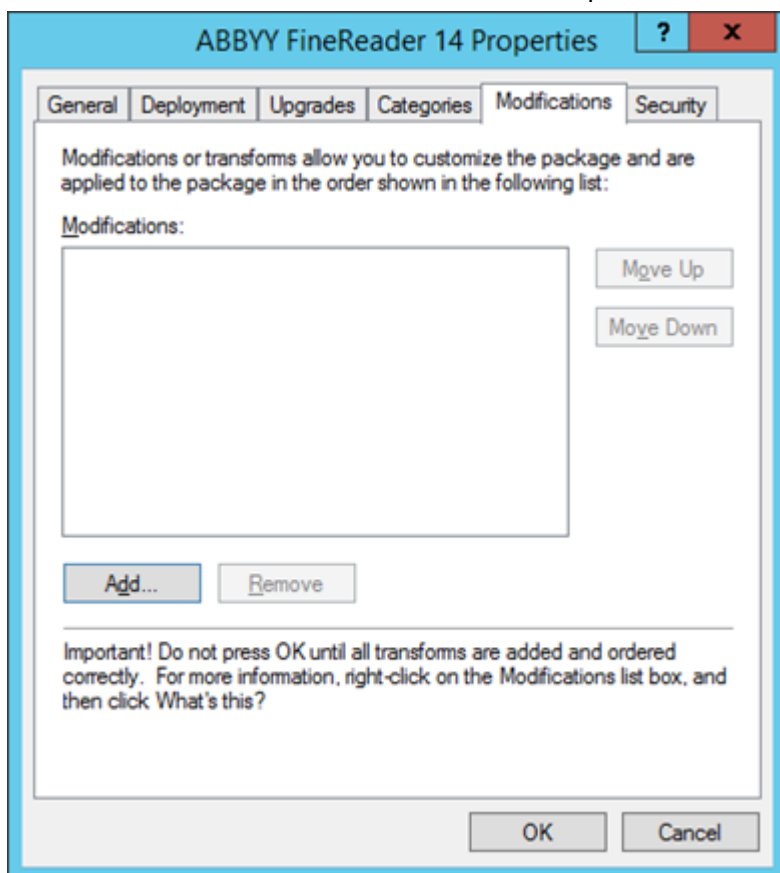 ABBYY FineReader 14 Properties ? x
General Deployment Upgrades Categories Modifications Security
Modifications or transforms allow you to customize the package and are
applied to the package in the order shown in the following list:
Modifications:
Move Up
Move Down
Add... Remove
Important! Do not press OK until all transforms are added and ordered
correctly. For more information, right-click on the Modifications list box, and
then click What's this?
OK Cancel